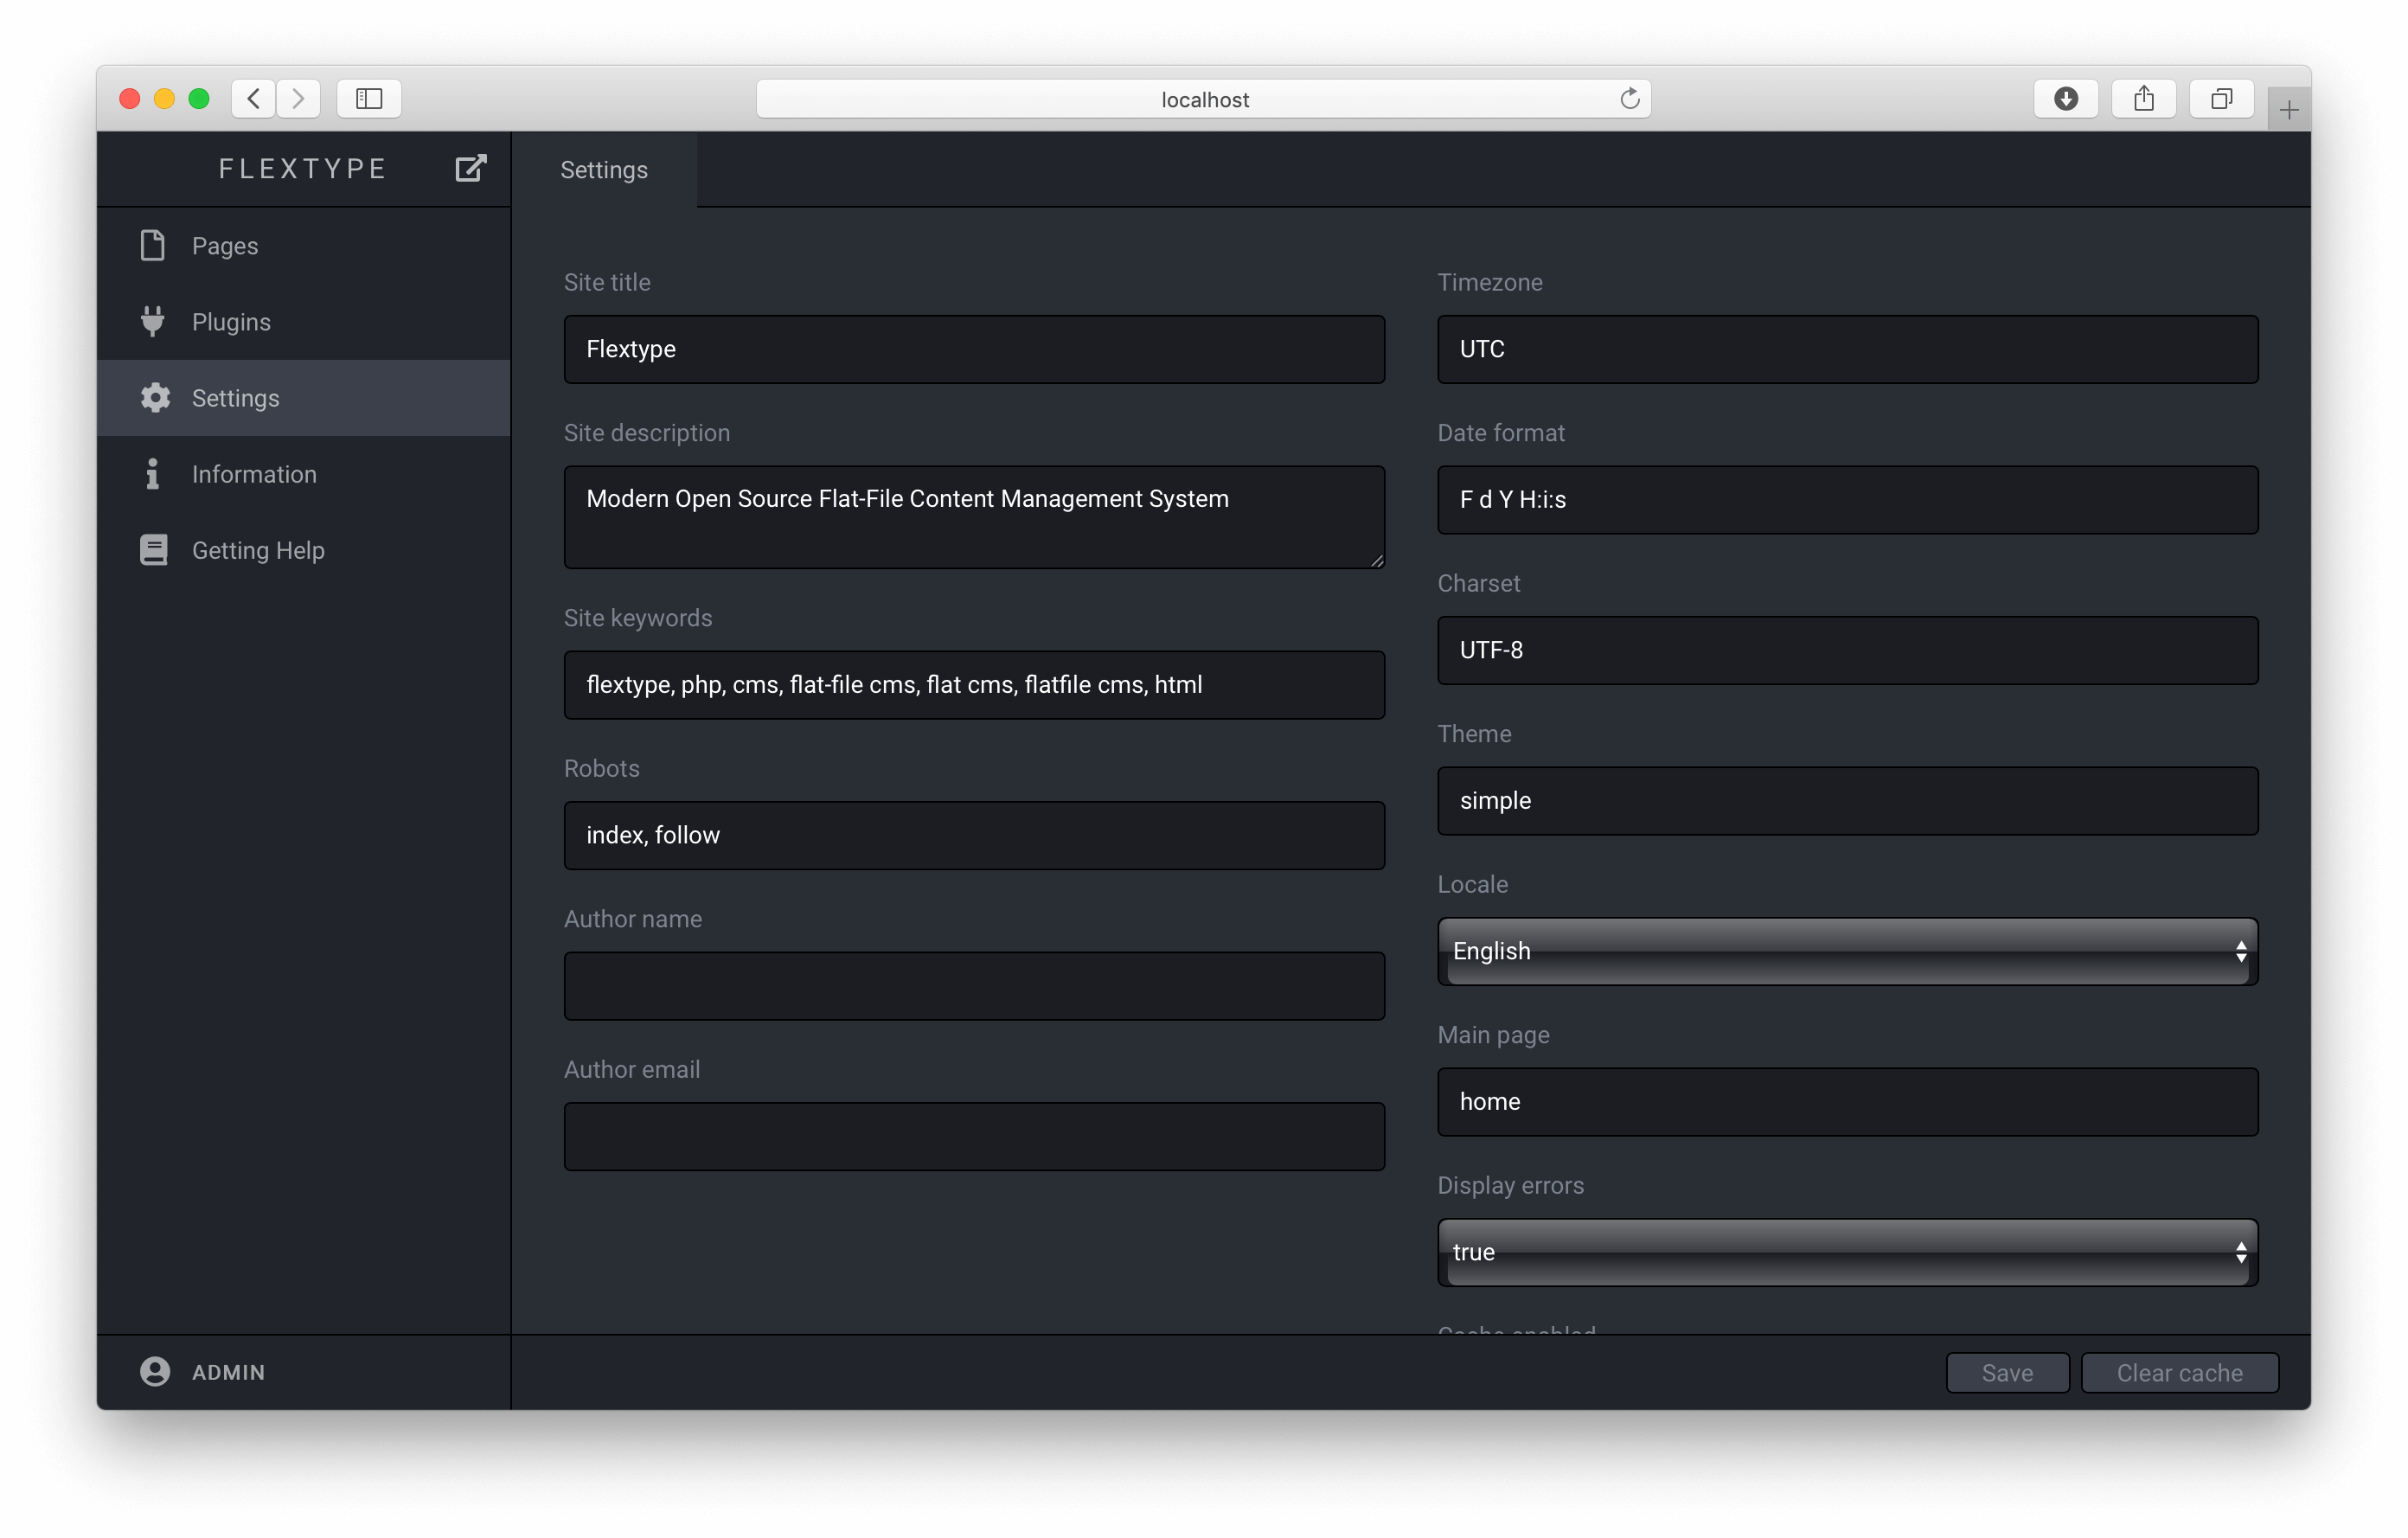 localhost
FLEXTYPE
Pages
Plugins
Settings
Information
Getting Help
ADMIN
Settings
Site title
Flextype
Site description
Modern Open Source Flat-File Content Management System
Site keywords
flextype, php, cms, flat-file cms, flat cms, flatfile cms, html
Robots
index, follow
Author name
Author email
Timezone
UTC
Date format
F d Y H:i:s
Charset
UTF-8
Theme
simple
Locale
English
Main page
home
Display errors
true
Cache enabled
Save
Clear cache